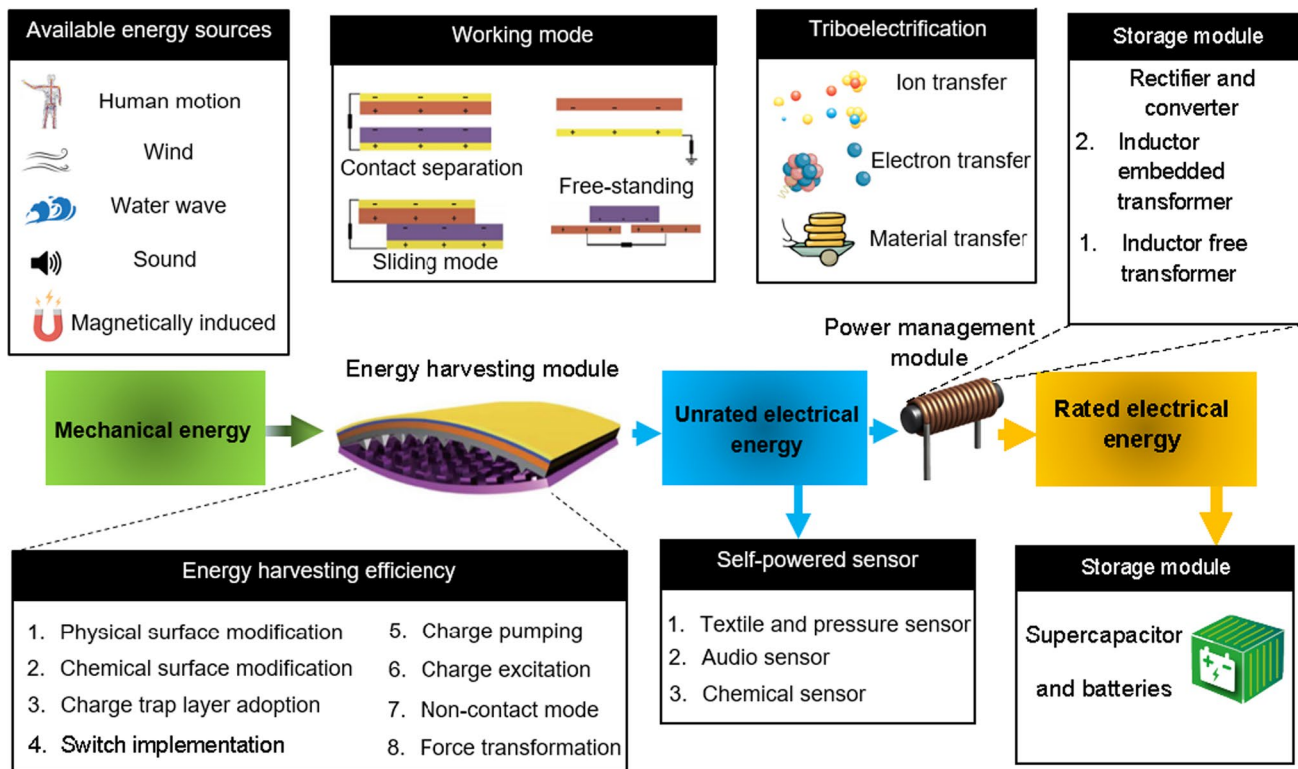 Available energy sources
Human motion
Wind
Water wave
Sound
Magnetically induced
Working mode
Contact separation
Free-standing
Sliding mode
Triboelectrification
Ion transfer
Electron transfer
Material transfer
Storage module
Rectifier and
converter
2. Inductor
embedded
transformer
1. Inductor free
transformer
Mechanical energy
Energy harvesting module
Unrated electrical
energy
Power management
module
Rated electrical
energy
Energy harvesting efficiency
1. Physical surface modification
2. Chemical surface modification
3. Charge trap layer adoption
4. Switch implementation
5. Charge pumping
6. Charge excitation
7. Non-contact mode
8. Force transformation
Self-powered sensor
1. Textile and pressure sensor
2. Audio sensor
3. Chemical sensor
Storage module
Supercapacitor
and batteries